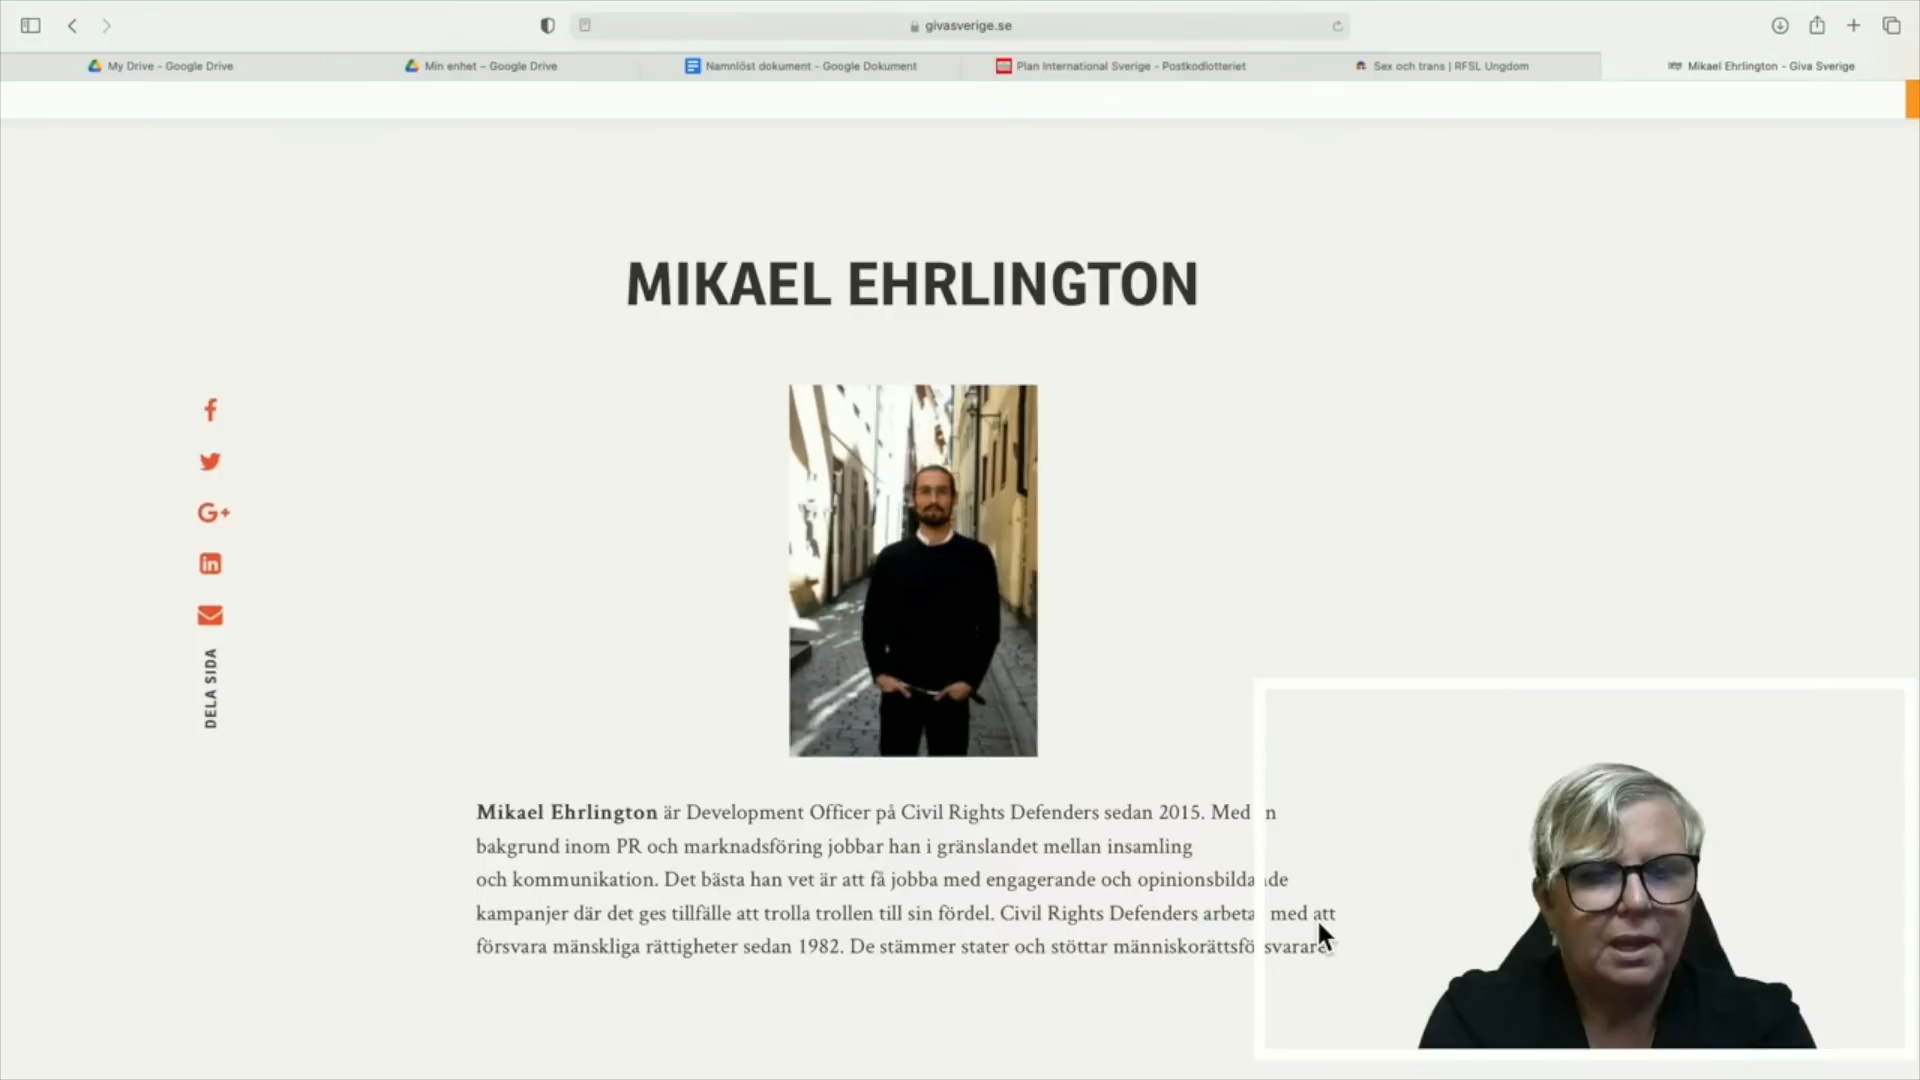 givasverige.se
My Drive - Google Drive
Min enhet – Google Drive
Namnlöst dokument - Google Dokument
Plan International Sverige - Postkodlotteriet
Sex och trans | RFSL Ungdom
Mikael Ehrlington - Giva Sverige
MIKAEL EHRLINGTON
DELA SIDA
Mikael Ehrlington är Development Officer på Civil Rights Defenders sedan 2015. Med
bakgrund inom PR och marknadsföring jobbar han i gränslandet mellan insamling
och kommunikation. Det bästa han vet är att få jobba med engagerande och opinionsbildande
kampanjer där det ges tillfälle att trolla trollen till sin fördel. Civil Rights Defenders arbetar med att
försvara mänskliga rättigheter sedan 1982. De stämmer stater och stöttar